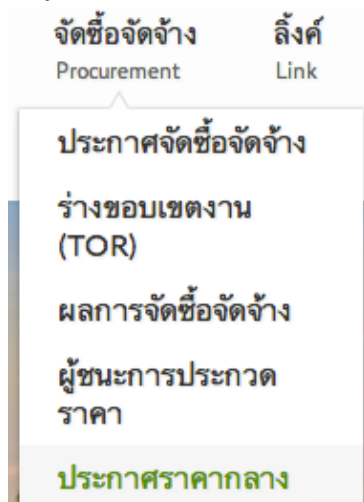 จัดซื้อจัดจ้าง ลิ้งค์
Procurement Link
ประกาศจัดซื้อจัดจ้าง
ร่างขอบเขตงาน
(TOR)
ผลการจัดซื้อจัดจ้าง
ผู้ชนะการประกวด
ราคา
ประกาศราคากลาง